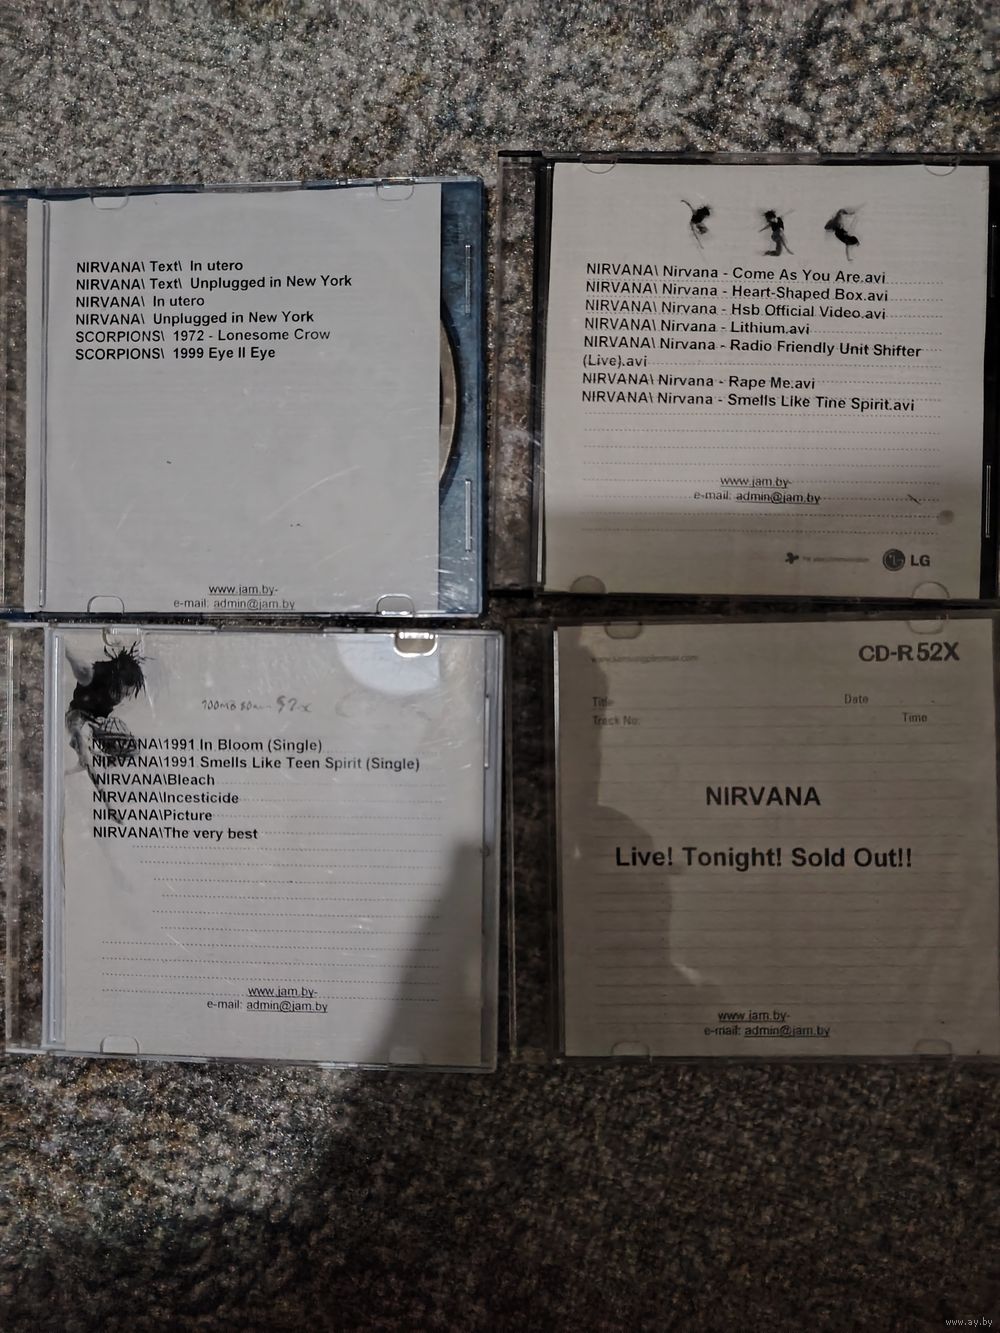 NIRVANA\ Text\ In utero
NIRVANA\ Text\ Unplugged in New York
NIRVANA\ In utero
NIRVANA\ Unplugged in New York
SCORPIONS\ 1972 - Lonesome Crow
SCORPIONS\ 1999 Eye II Eye
www.jam.by-
e-mail: admin@jam.by
NIRVANA\ Nirvana - Come As You Are.avi
NIRVANA\ Nirvana - Heart-Shaped Box.avi
NIRVANA\ Nirvana - Hsb Official Video.avi
NIRVANA\ Nirvana - Lithium.avi
NIRVANA\ Nirvana - Radio Friendly Unit Shifter
(Live).avi
NIRVANA\ Nirvana - Rape Me.avi
NIRVANA\ Nirvana - Smells Like Tine Spirit.avi
www.jam.by-
e-mail: admin@jam.by
LG
700MB 80min 52x
NIRVANA\1991 In Bloom (Single)
NIRVANA\1991 Smells Like Teen Spirit (Single)
NIRVANA\Bleach
NIRVANA\Incesticide
NIRVANA\Picture
NIRVANA\The very best
www.jam.by-
e-mail: admin@jam.by
CD-R 52X
Title
Date
Track No.
Time
NIRVANA
Live! Tonight! Sold Out!!
www.jam.by-
e-mail: admin@jam.by
www.ay.by